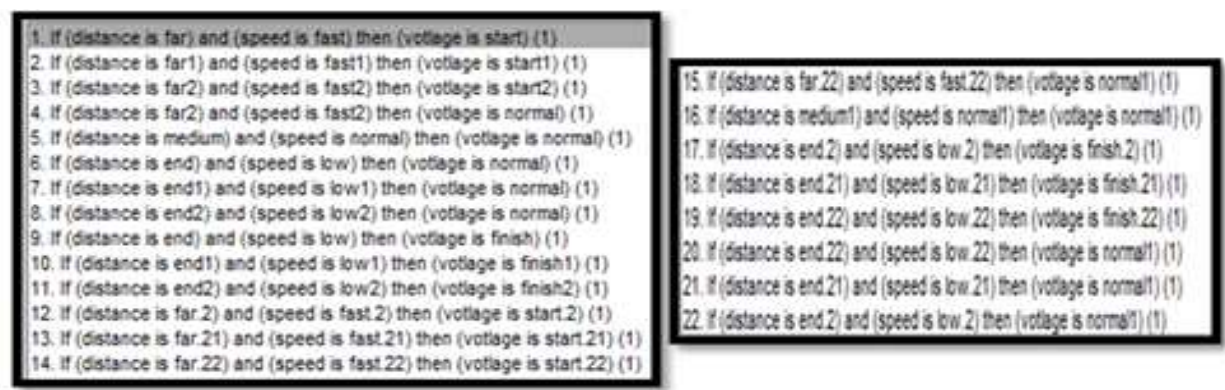 1. If (distance is far) and (speed is fast) then (votlage is start) (1)
2. If (distance is far1) and (speed is fast1) then (votlage is start1) (1)
3. If (distance is far2) and (speed is fast2) then (votlage is start2) (1)
4. If (distance is far2) and (speed is fast2) then (votlage is normal) (1)
5. If (distance is medium) and (speed is normal) then (votlage is normal) (1)
6. If (distance is end) and (speed is low) then (votlage is normal) (1)
7. If (distance is end1) and (speed is low1) then (votlage is normal) (1)
8. If (distance is end2) and (speed is low2) then (votlage is normal) (1)
9. If (distance is end) and (speed is low) then (votlage is finish) (1)
10. If (distance is end1) and (speed is low1) then (votlage is finish1) (1)
11. If (distance is end2) and (speed is low2) then (votlage is finish2) (1)
12. If (distance is far.2) and (speed is fast.2) then (votlage is start.2) (1)
13. If (distance is far.21) and (speed is fast.21) then (votlage is start.21) (1)
14. If (distance is far.22) and (speed is fast.22) then (votlage is start.22) (1)
15. If (distance is far.22) and (speed is fast.22) then (votlage is normal1) (1)
16. If (distance is medium1) and (speed is normal1) then (votlage is normal1) (1)
17. If (distance is end.2) and (speed is low.2) then (votlage is finish.2) (1)
18. If (distance is end.21) and (speed is low.21) then (votlage is finish.21) (1)
19. If (distance is end.22) and (speed is low.22) then (votlage is finish.22) (1)
20. If (distance is end.22) and (speed is low.22) then (votlage is normal1) (1)
21. If (distance is end.21) and (speed is low.21) then (votlage is normal1) (1)
22. If (distance is end.2) and (speed is low.2) then (votlage is normal1) (1)